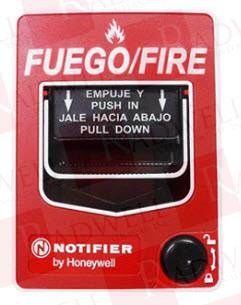 FUEGO/FIRE
EMPUJE Y
PUSH IN
JALE HACIA ABAJO
PULL DOWN
N NOTIFIER
by Honeywell